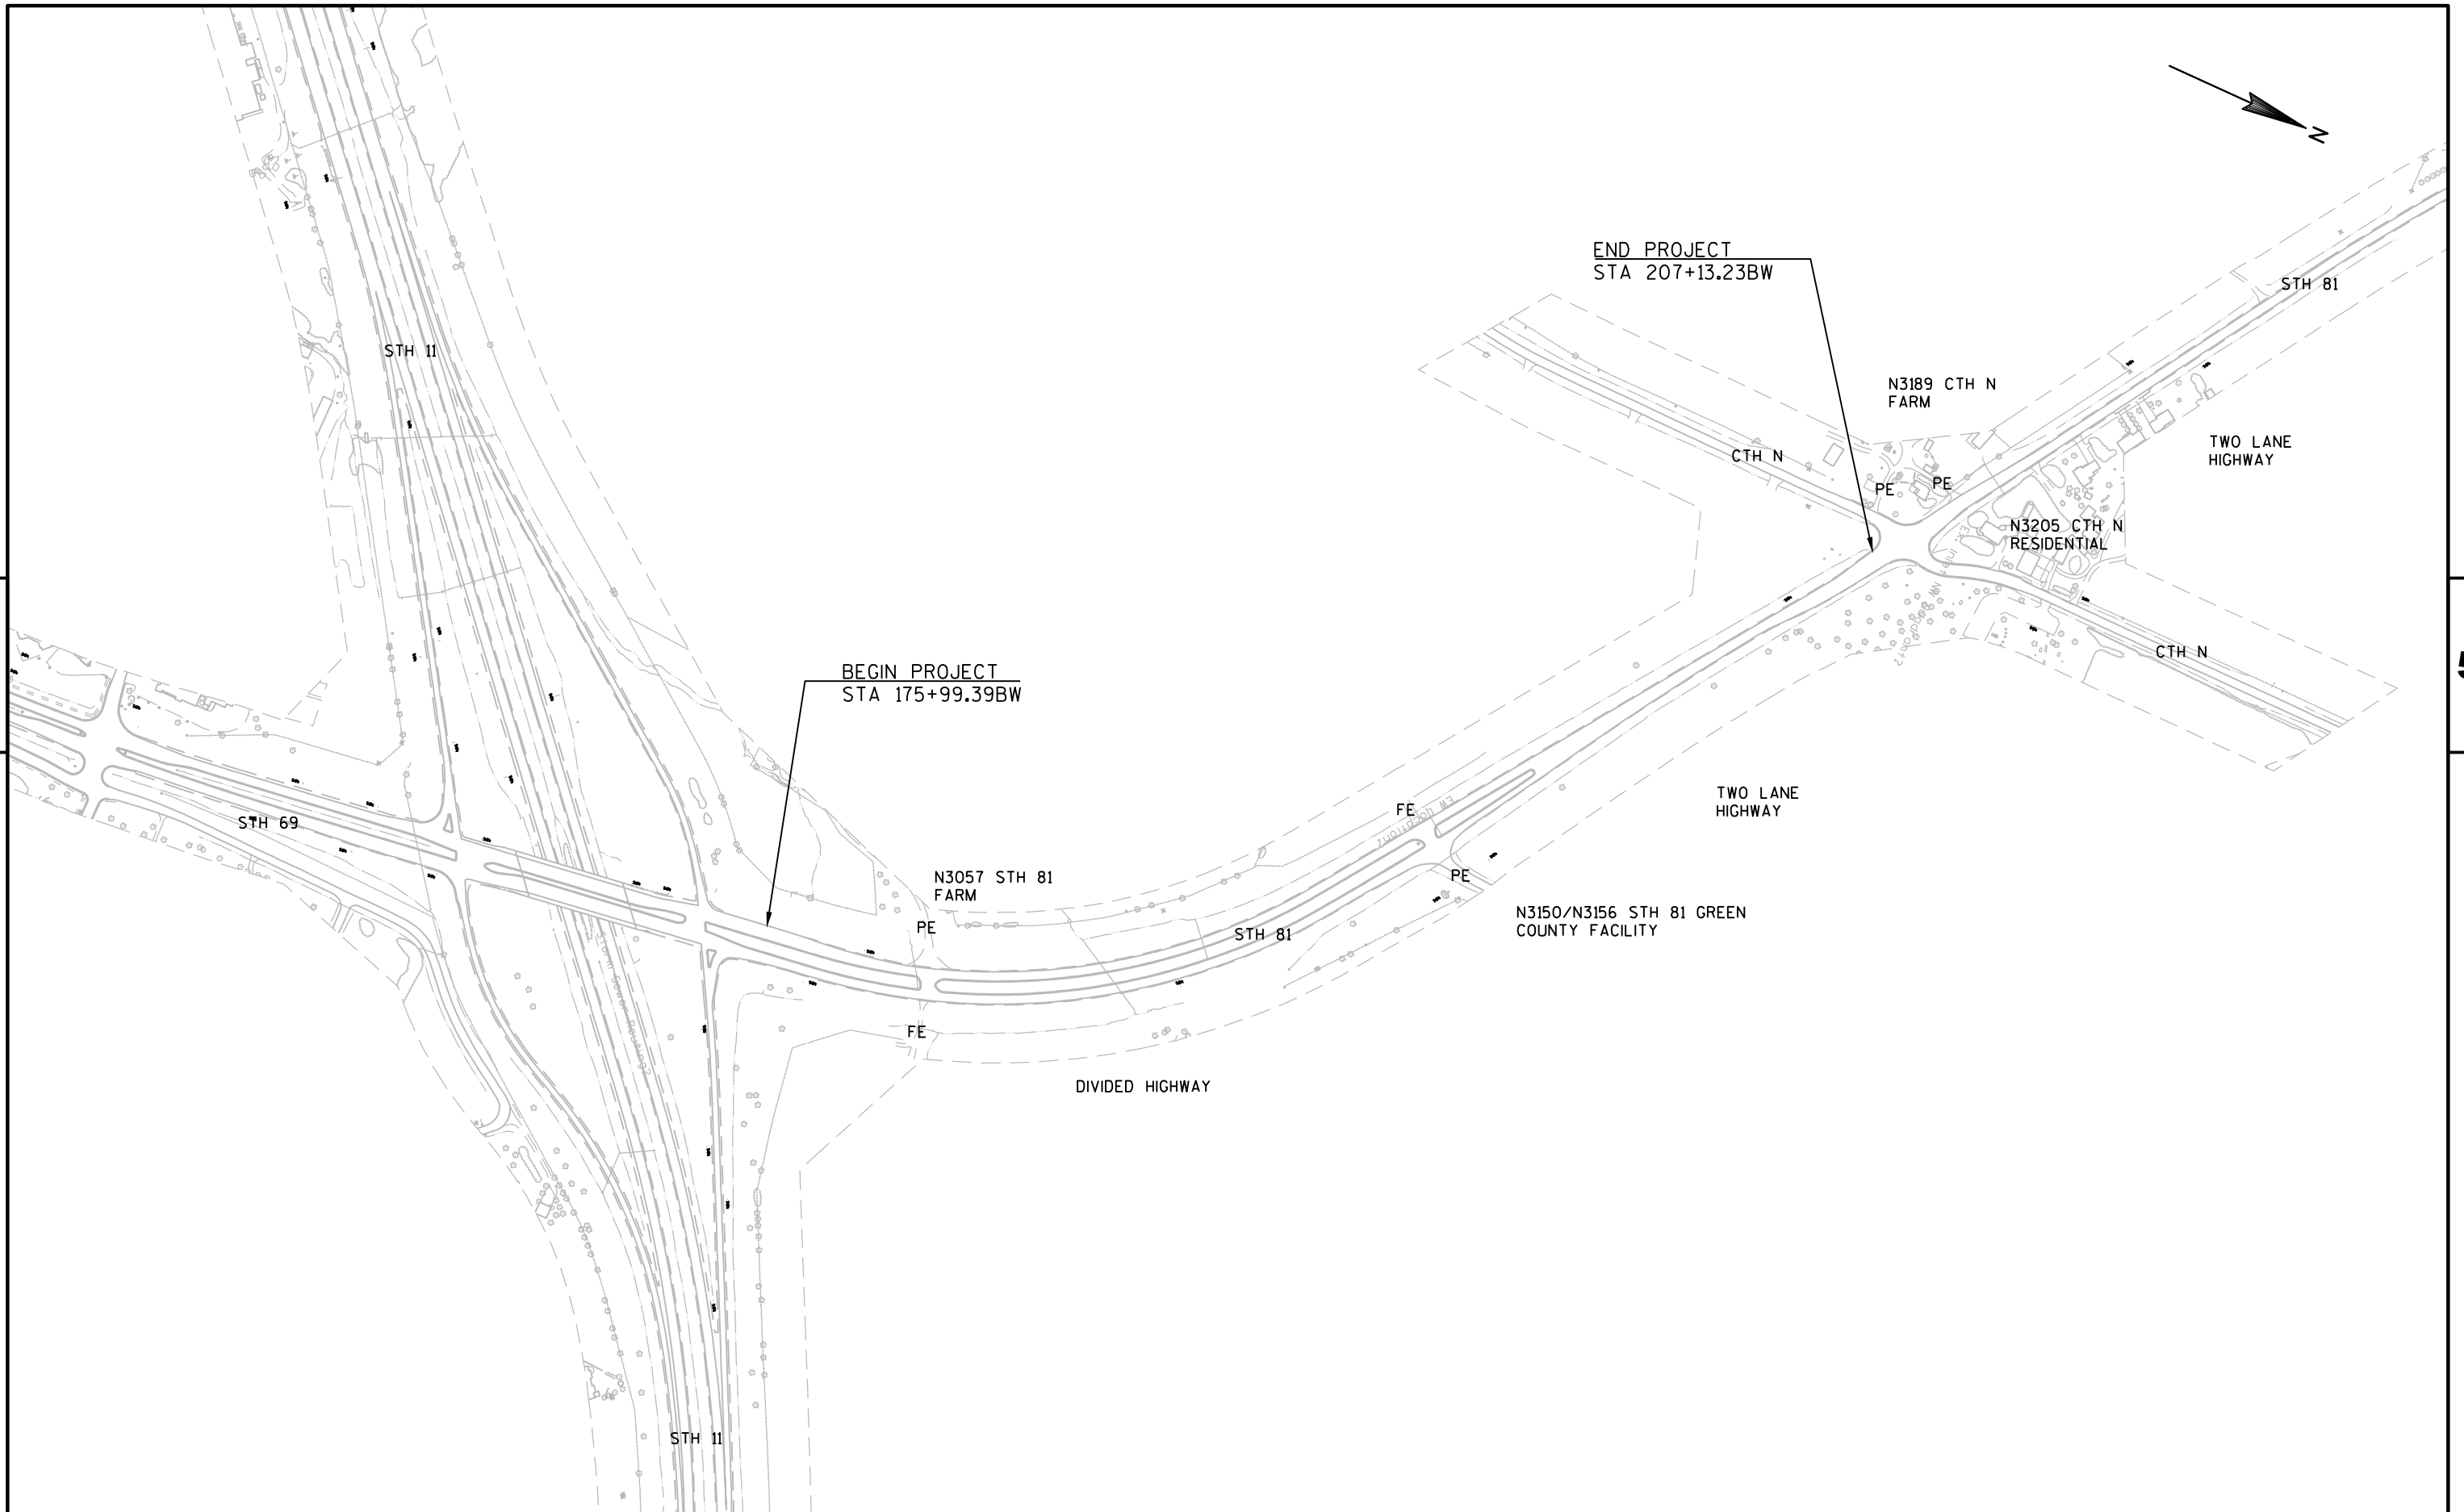 N
END PROJECT
STA 207+13.23BW
STH 81
STH 11
N3189 CTH N
FARM
TWO LANE
HIGHWAY
CTH N
PE
PE
N3205 CTH N
RESIDENTIAL
CTH N
BEGIN PROJECT
STA 175+99.39BW
TWO LANE
HIGHWAY
FE
STH 69
N3057 STH 81
FARM
PE
PE
N3150/N3156 STH 81 GREEN
COUNTY FACILITY
STH 81
FE
DIVIDED HIGHWAY
STH 11